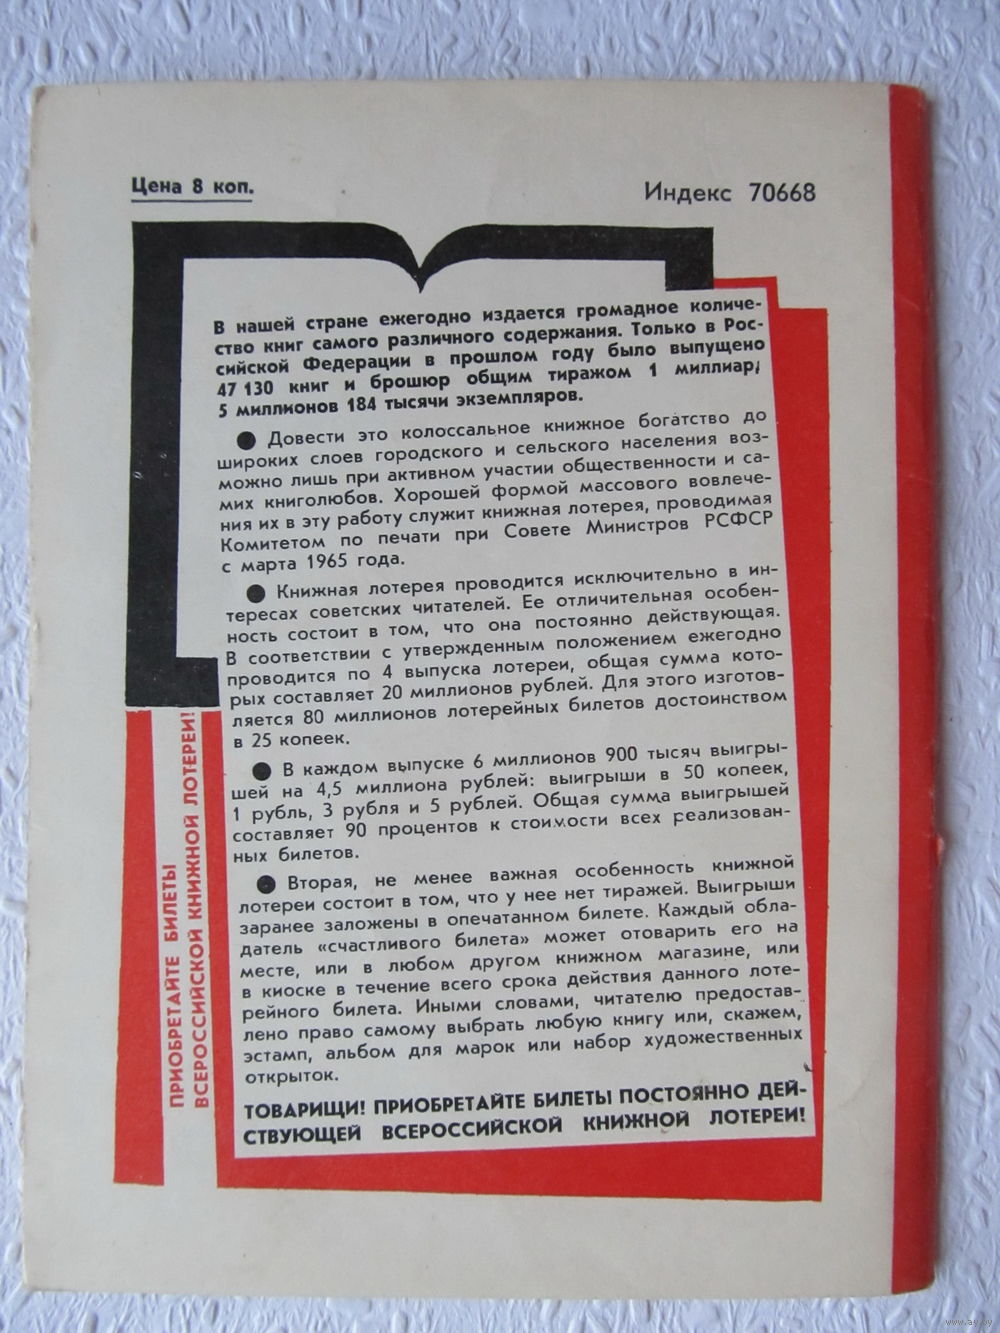 Цена 8 коп.
Индекс 70668
В нашей стране ежегодно издается громадное количе-
ство книг самого различного содержания. Только в Рос-
сийской Федерации в прошлом году было выпущено
47 130 книг и брошюр общим тиражом 1 миллиард
5 миллионов 184 тысячи экземпляров.
● Довести это колоссальное книжное богатство до
широких слоев городского и сельского населения воз-
можно лишь при активном участии общественности и са-
мих книголюбов. Хорошей формой массового вовлече-
ния их в эту работу служит книжная лотерея, проводимая
Комитетом по печати при Совете Министров РСФСР
с марта 1965 года.
● Книжная лотерея проводится исключительно в ин-
тересах советских читателей. Ее отличительная особен-
ность состоит в том, что она постоянно действующая.
В соответствии с утвержденным положением ежегодно
проводится по 4 выпуска лотереи, общая сумма кото-
рых составляет 20 миллионов рублей. Для этого изготов-
ляется 80 миллионов лотерейных билетов достоинством
в 25 копеек.
● В каждом выпуске 6 миллионов 900 тысяч выигры-
шей на 4,5 миллиона рублей: выигрыши в 50 копеек,
1 рубль, 3 рубля и 5 рублей. Общая сумма выигрышей
составляет 90 процентов к стоимости всех реализован-
ных билетов.
● Вторая, не менее важная особенность книжной
лотереи состоит в том, что у нее нет тиражей. Выигрыши
заранее заложены в опечатанном билете. Каждый обла-
датель «счастливого билета» может отоварить его на
месте, или в любом другом книжном магазине, или
в киоске в течение всего срока действия данного лоте-
рейного билета. Иными словами, читателю предостав-
лено право самому выбрать любую книгу или, скажем,
эстамп, альбом для марок или набор художественных
открыток.
ТОВАРИЩИ! ПРИОБРЕТАЙТЕ БИЛЕТЫ ПОСТОЯННО ДЕЙ-
СТВУЮЩЕЙ ВСЕРОССИЙСКОЙ КНИЖНОЙ ЛОТЕРЕИ!
ПРИОБРЕТАЙТЕ БИЛЕТЫ
ВСЕРОССИЙСКОЙ КНИЖНОЙ ЛОТЕРЕИ!
www.ay.by